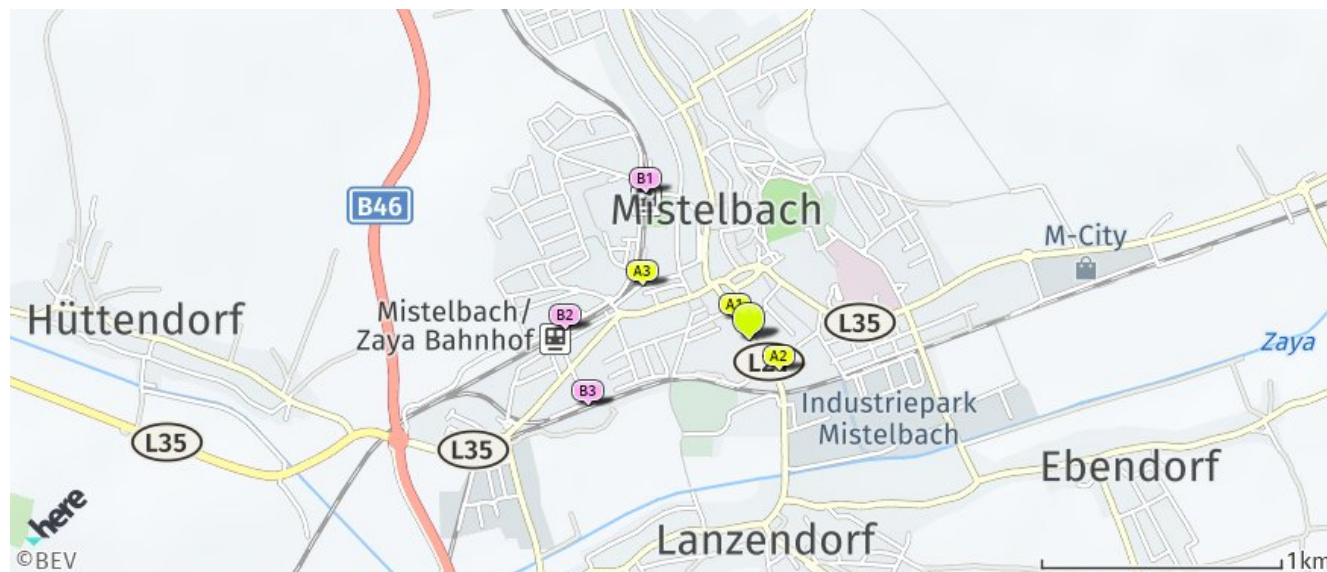 B1
B46
Mistelbach
M-City
A3
Hüttendorf
Mistelbach/
Zaya Bahnhof
B2
A1
L35
Zaya
A2
B3
Industriepark
Mistelbach
L35
L35
Ebendorf
here
©BEV
Lanzendorf
1km